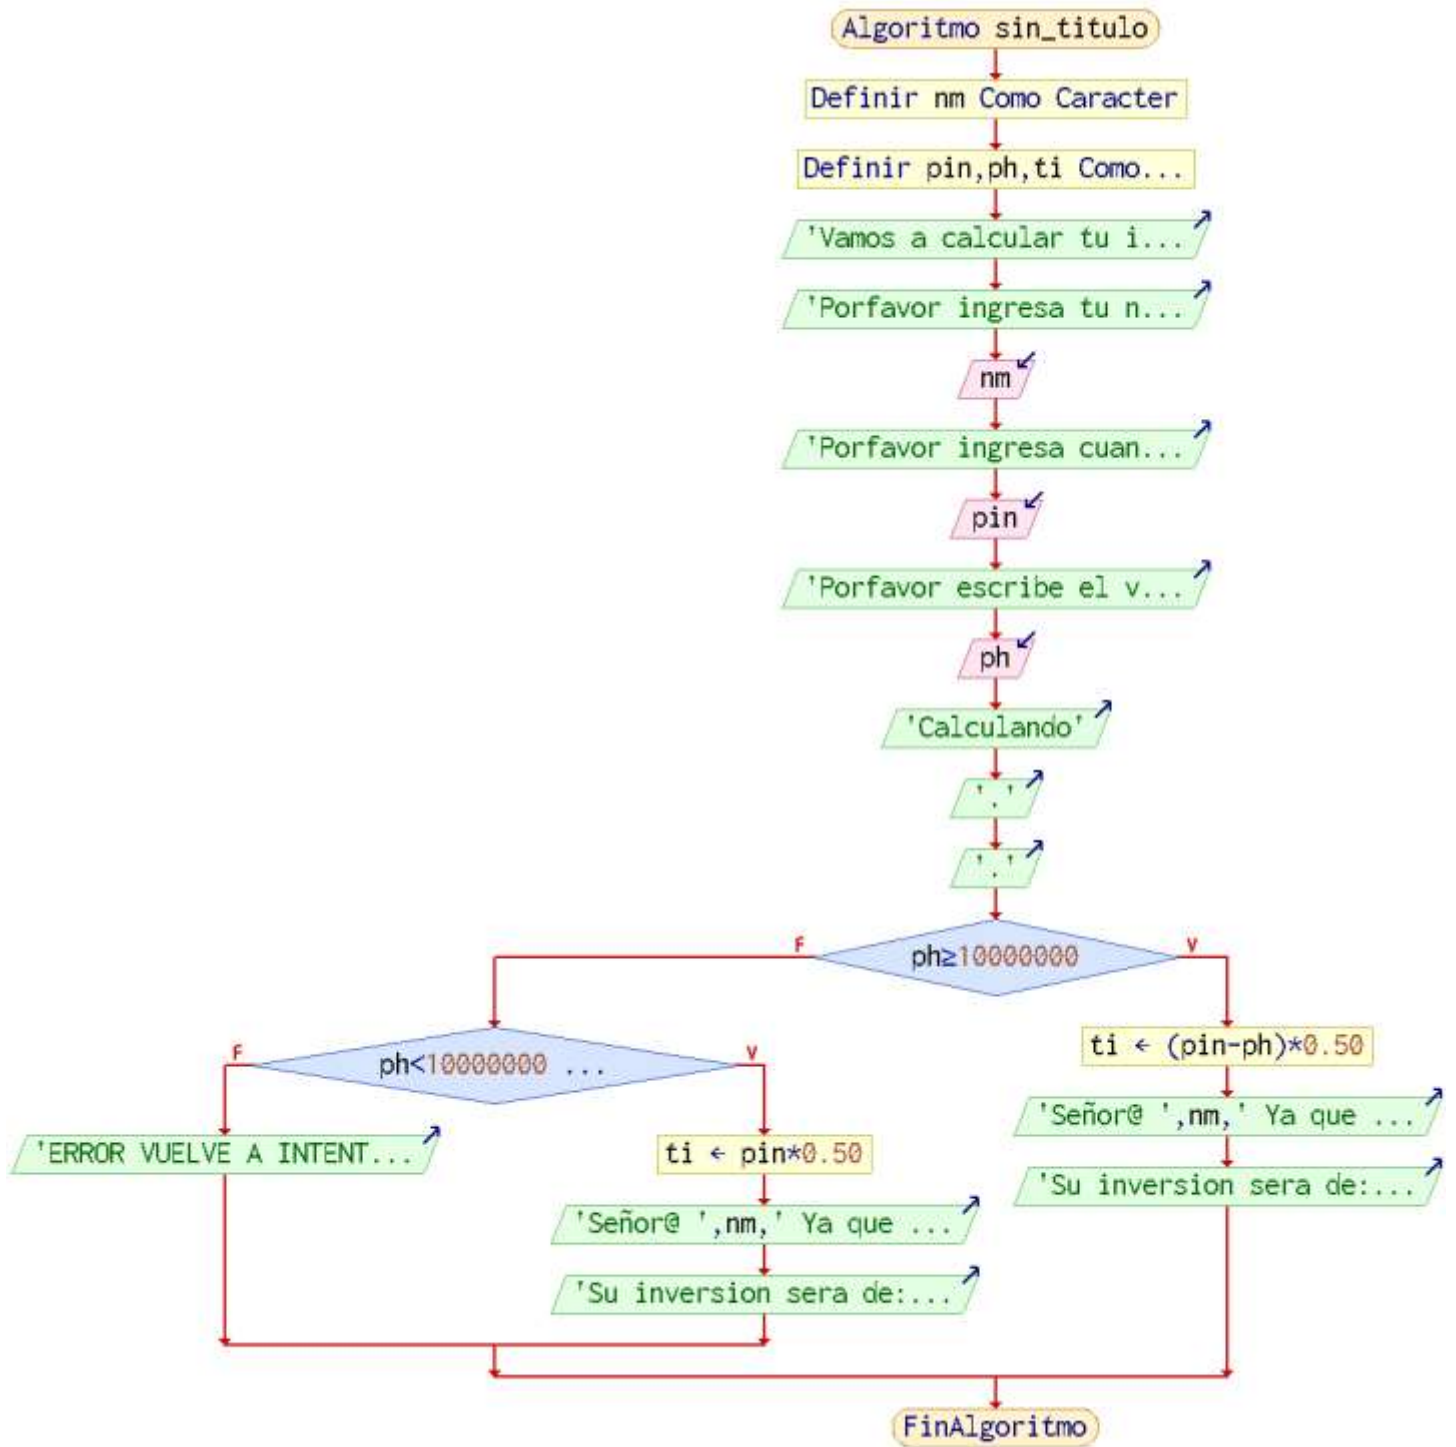 Algoritmo sin_titulo
Definir nm Como Caracter
Definir pin,ph,ti Como...
'Vamos a calcular tu i...
'Porfavor ingresa tu n...
nm
'Porfavor ingresa cuan...
pin
'Porfavor escribe el v...
ph
'Calculando'
'.'
'.'
F
ph≥10000000
V
F
ph<10000000 ...
V
ti ← (pin-ph)*0.50
'Señor@ ',nm,' Ya que ...
'Su inversion sera de:...
'ERROR VUELVE A INTENT...
ti ← pin*0.50
'Señor@ ',nm,' Ya que ...
'Su inversion sera de:...
FinAlgoritmo